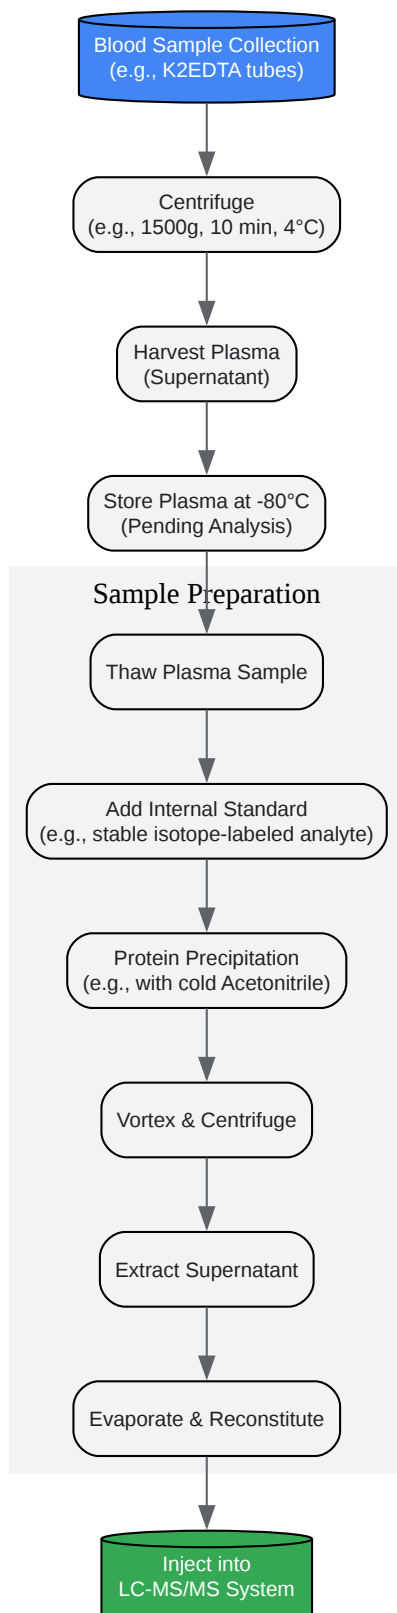 Blood Sample Collection
(e.g., K2EDTA tubes)
Centrifuge
(e.g., 1500g, 10 min, 4°C)
Harvest Plasma
(Supernatant)
Store Plasma at -80°C
(Pending Analysis)
Sample Preparation
Thaw Plasma Sample
Add Internal Standard
(e.g., stable isotope-labeled analyte)
Protein Precipitation
(e.g., with cold Acetonitrile)
Vortex & Centrifuge
Extract Supernatant
Evaporate & Reconstitute
Inject into
LC-MS/MS System